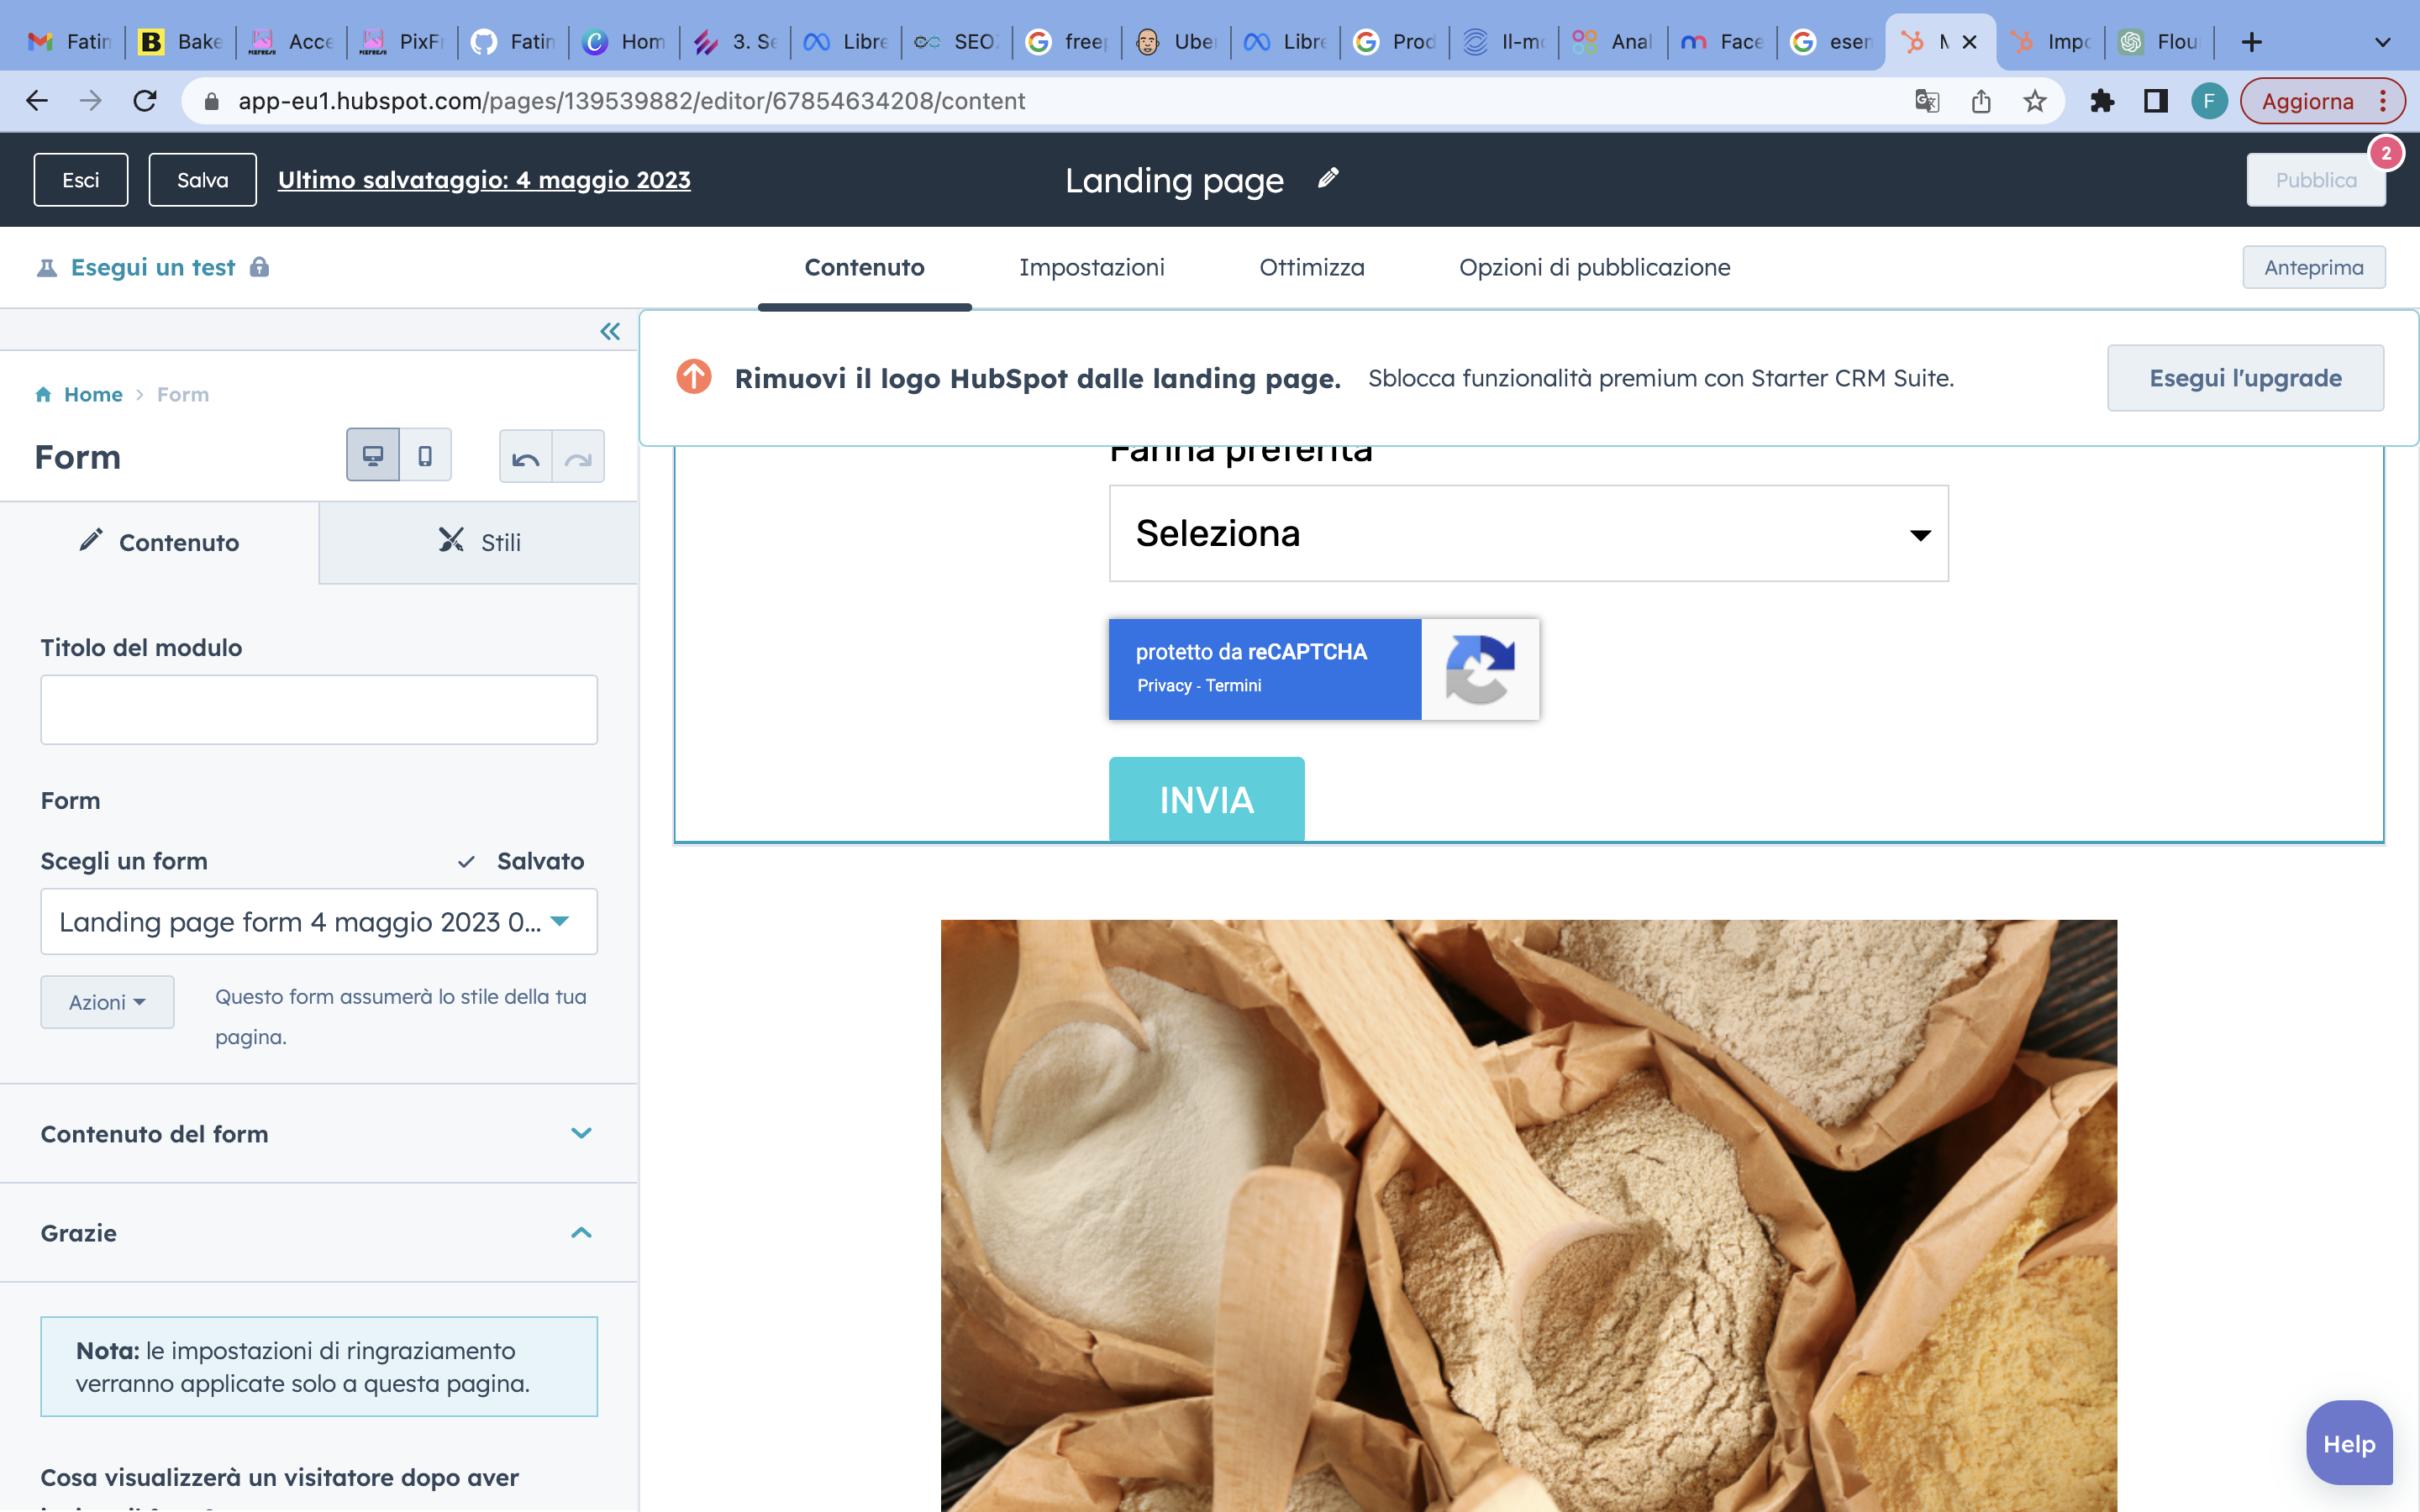 Fatin
Bake
Acce
PixFr
Fatin
Hom
3. Se
Libre
SEOZ
freep
Uber
Libre
Prod
Il-mo
Anal
Face
esem
Impo
Flou
app-eu1.hubspot.com/pages/139539882/editor/67854634208/content
F
Aggiorna
Esci
Salva
Ultimo salvataggio: 4 maggio 2023
Landing page
Pubblica
2
Esegui un test
Contenuto
Impostazioni
Ottimizza
Opzioni di pubblicazione
Anteprima
Rimuovi il logo HubSpot dalle landing page. Sblocca funzionalità premium con Starter CRM Suite.
Esegui l'upgrade
Home > Form
Form
Contenuto
Stili
Titolo del modulo
Form
Scegli un form
Salvato
Landing page form 4 maggio 2023 0...
Azioni
Questo form assumerà lo stile della tua
pagina.
Contenuto del form
Grazie
Nota: le impostazioni di ringraziamento
verranno applicate solo a questa pagina.
Cosa visualizzerà un visitatore dopo aver
Farina preferita
Seleziona
protetto da reCAPTCHA
Privacy - Termini
INVIA
Help